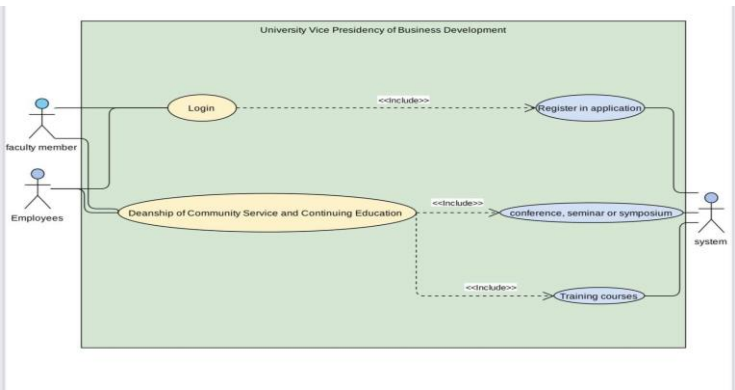 University Vice Presidency of Business Development
Login
<<Include>>
Register in application
faculty member
Employees
Deanship of Community Service and Continuing Education
<<Include>>
conference, seminar or symposium
system
<<Include>>
Training courses